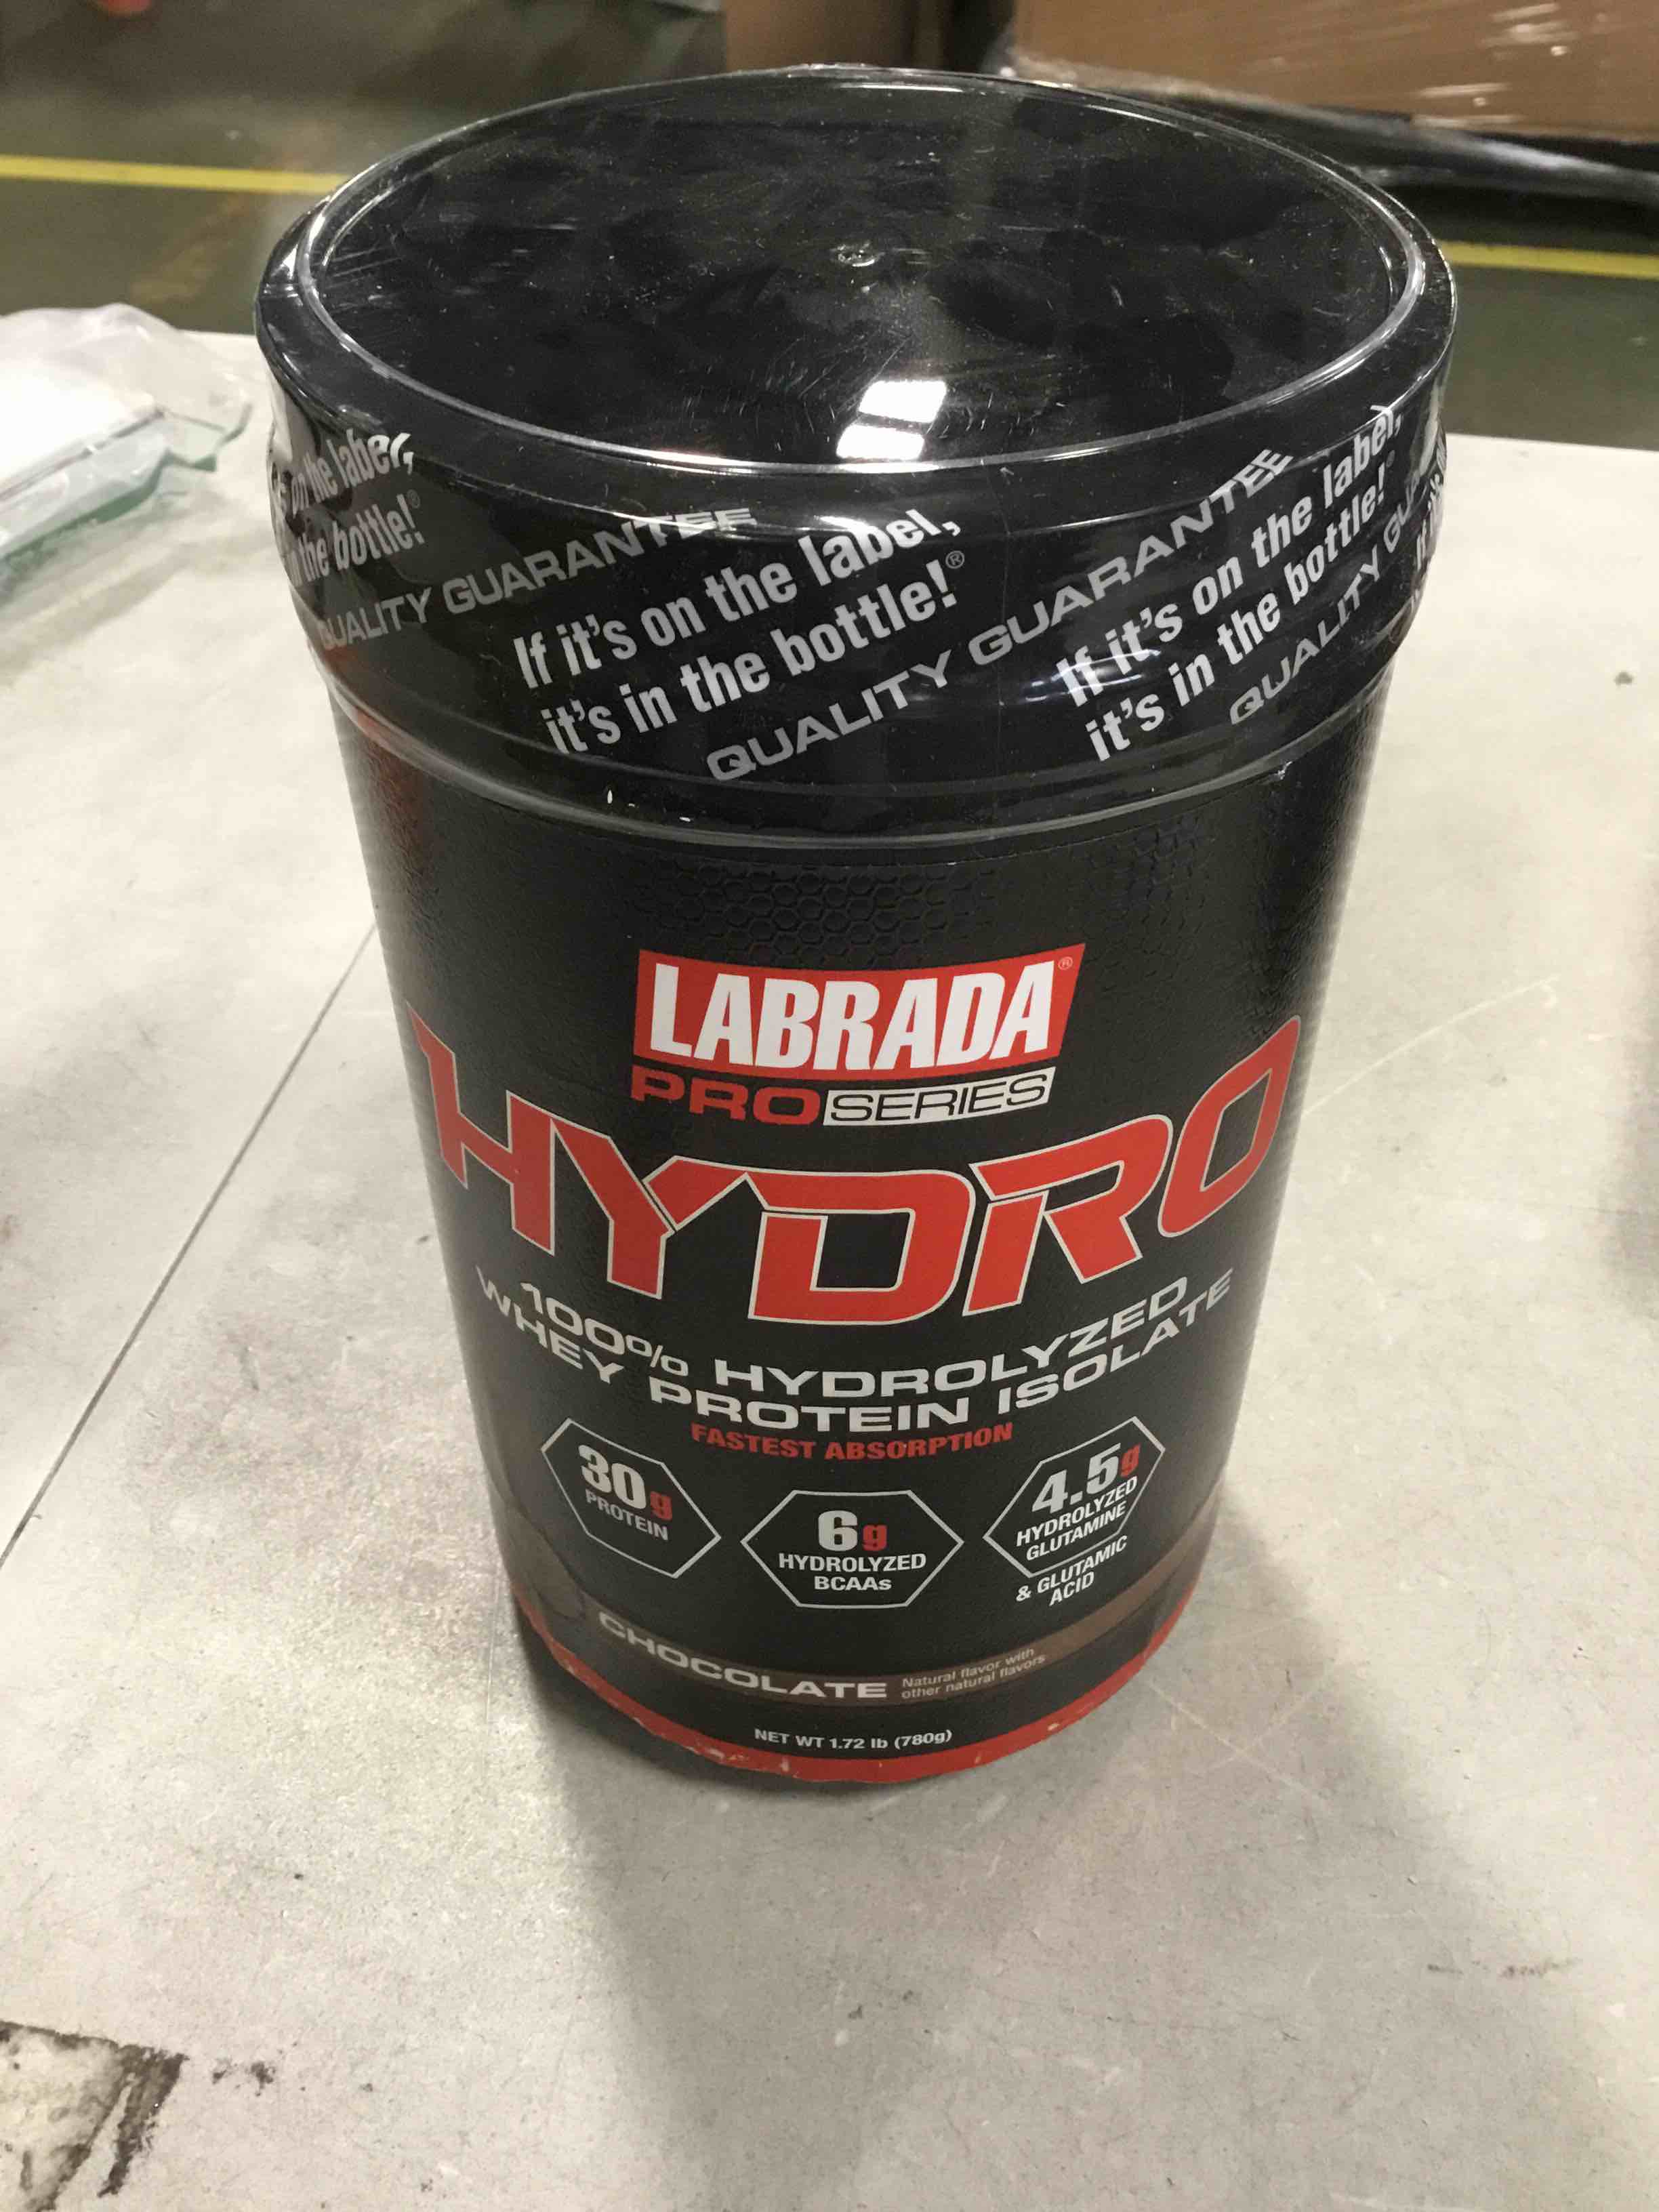 on the label,
in the bottle!®
QUALITY GUARANTEE
If it's on the label,
it's in the bottle!®
QUALITY GUARANTEE
If it's on the label,
it's in the bottle!®
QUALITY
LABRADA®
PRO SERIES
HYDRO
100% HYDROLYZED
WHEY PROTEIN ISOLATE
FASTEST ABSORPTION
30g
PROTEIN
6g
HYDROLYZED
BCAAs
4.5g
HYDROLYZED
GLUTAMINE
& GLUTAMIC
ACID
CHOCOLATE
Natural flavor with
other natural flavors
NET WT 1.72 lb (780g)